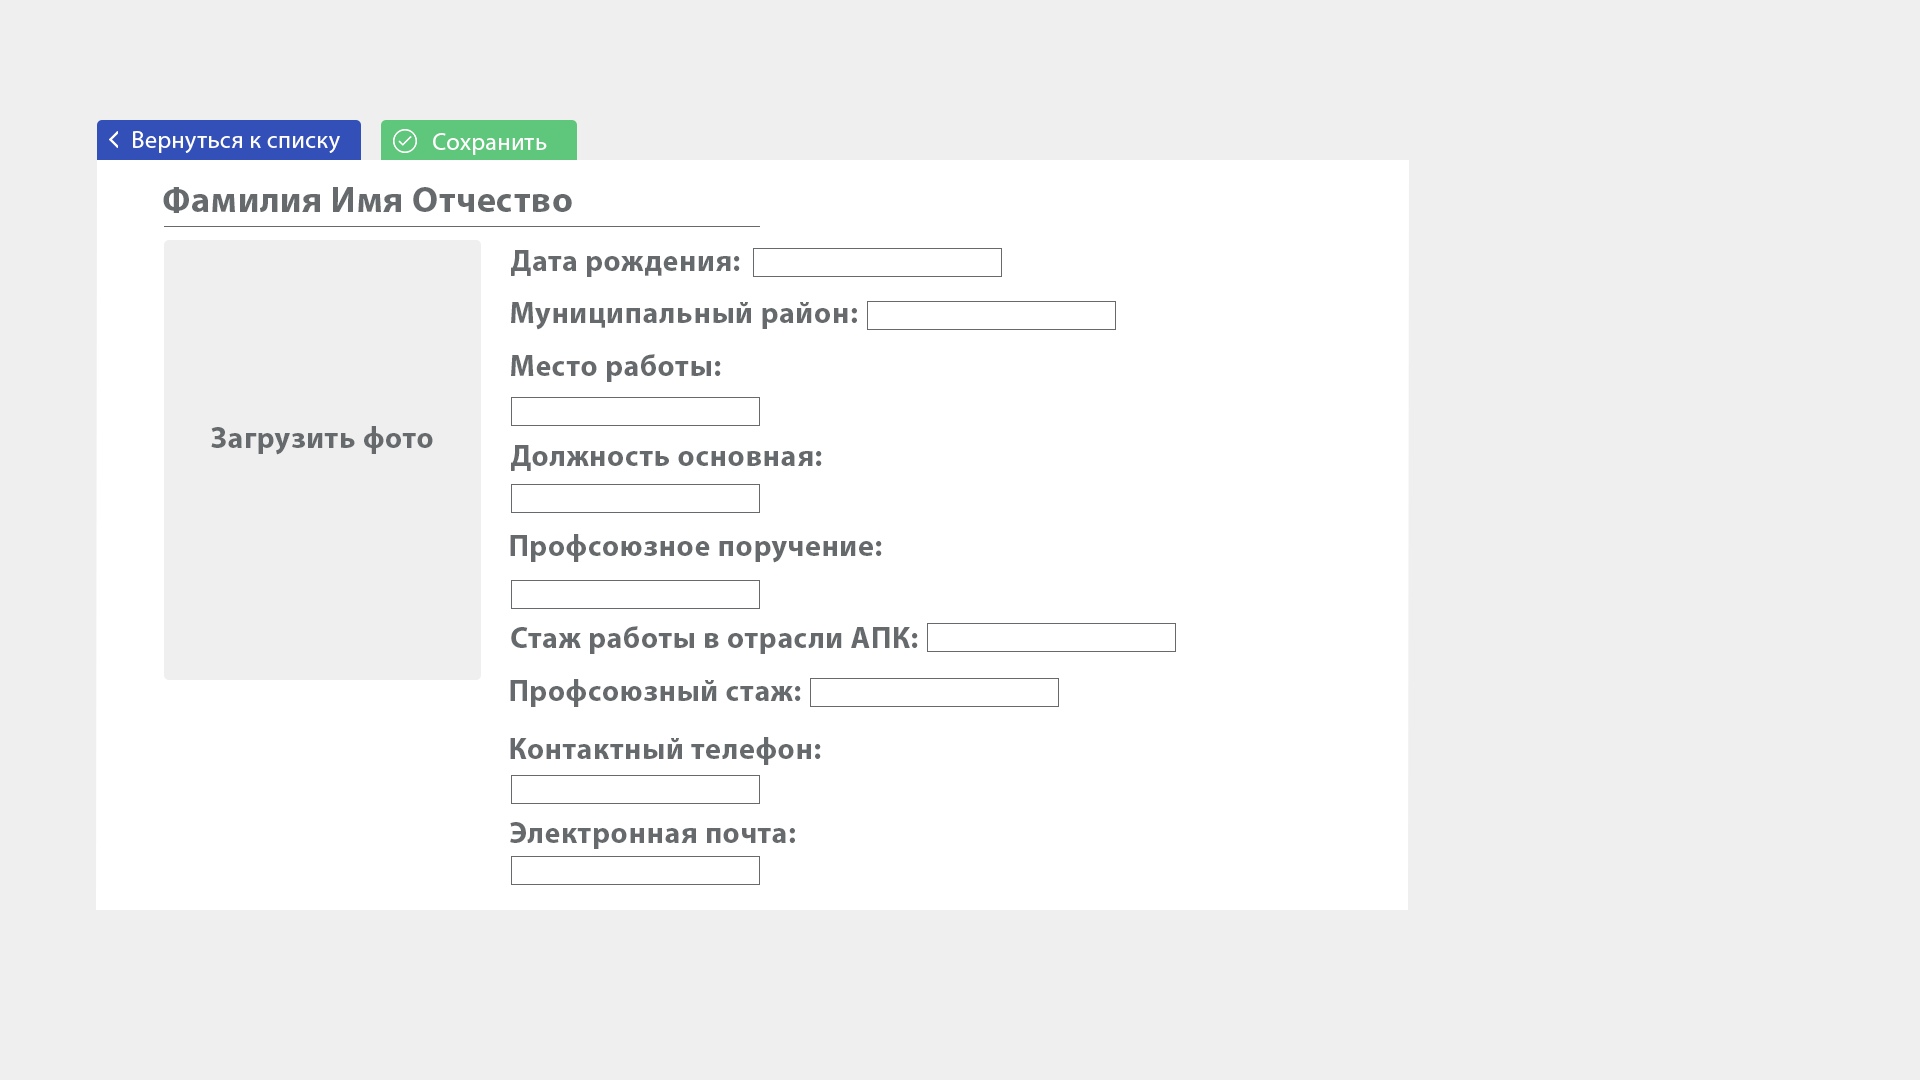 Вернуться к списку
Сохранить
Фамилия Имя Отчество
Загрузить фото
Дата рождения:
Муниципальный район:
Место работы:
Должность основная:
Профсоюзное поручение:
Стаж работы в отрасли АПК:
Профсоюзный стаж:
Контактный телефон:
Электронная почта: